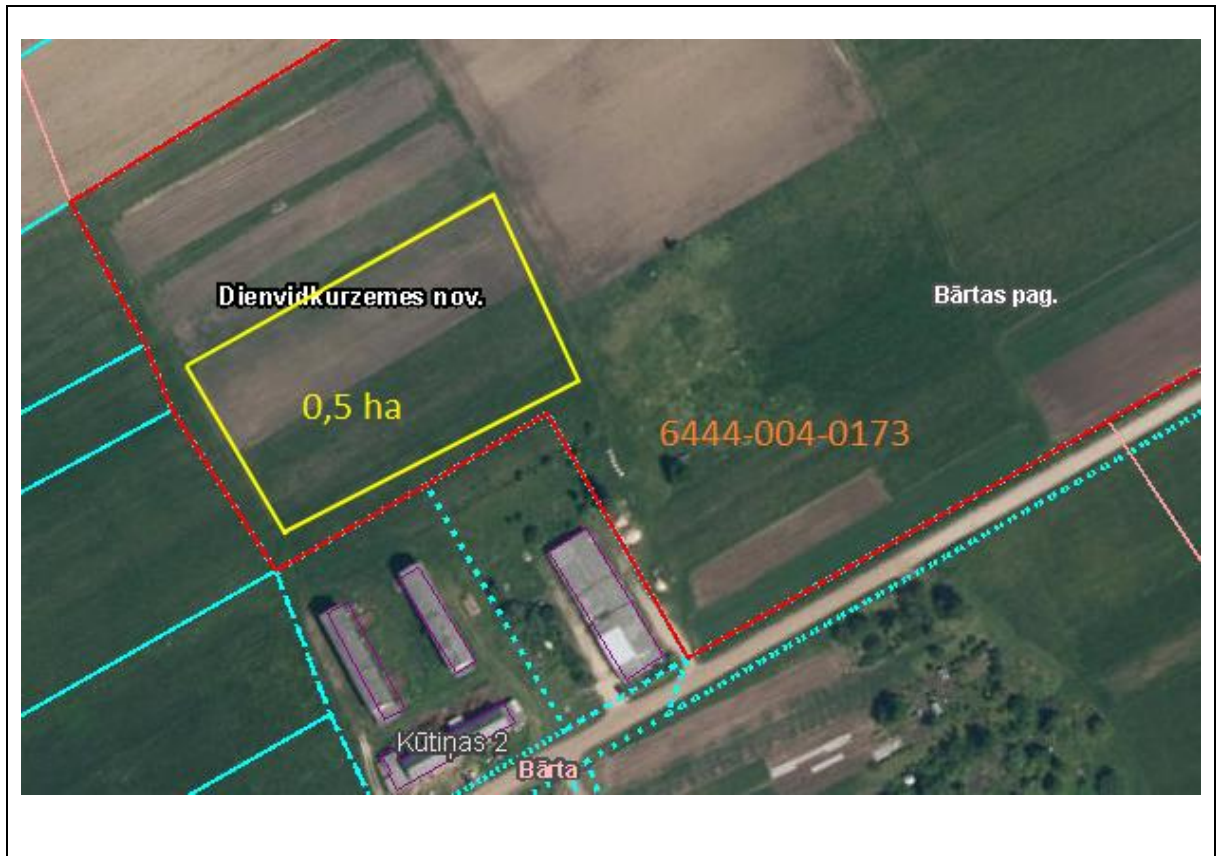 Dienvidkurzemes nov.
Bārtas pag.
0,5 ha
6444-004-0173
Kūtiņas 2
Bārta